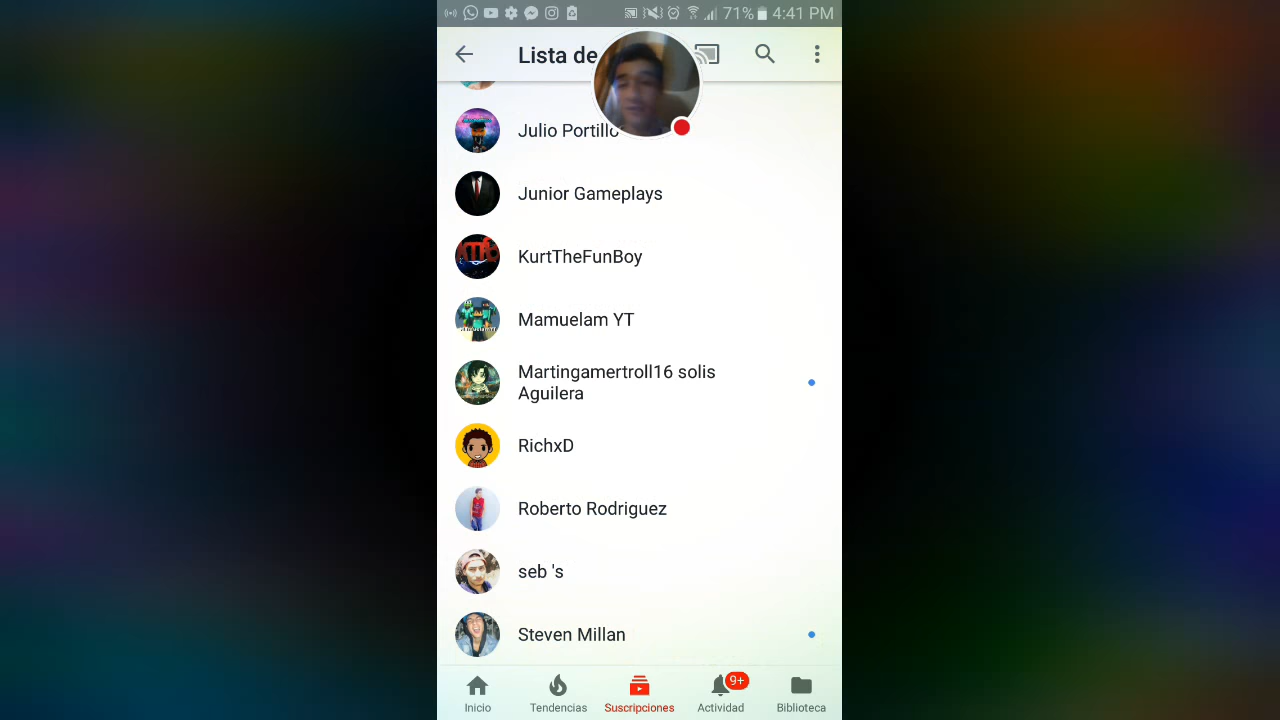 71% 4:41 PM
Lista de
Julio Portillo
Junior Gameplays
KurtTheFunBoy
Mamuelam YT
Martingamertroll16 solis
Aguilera
RichxD
Roberto Rodriguez
seb 's
Steven Millan
9+
Inicio Tendencias Suscripciones Actividad Biblioteca